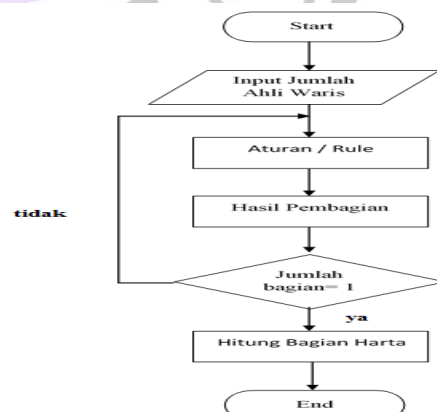 Start
Input Jumlah
Ahli Waris
Aturan / Rule
Hasil Pembagian
tidak
Jumlah
bagian= 1
ya
Hitung Bagian Harta
End